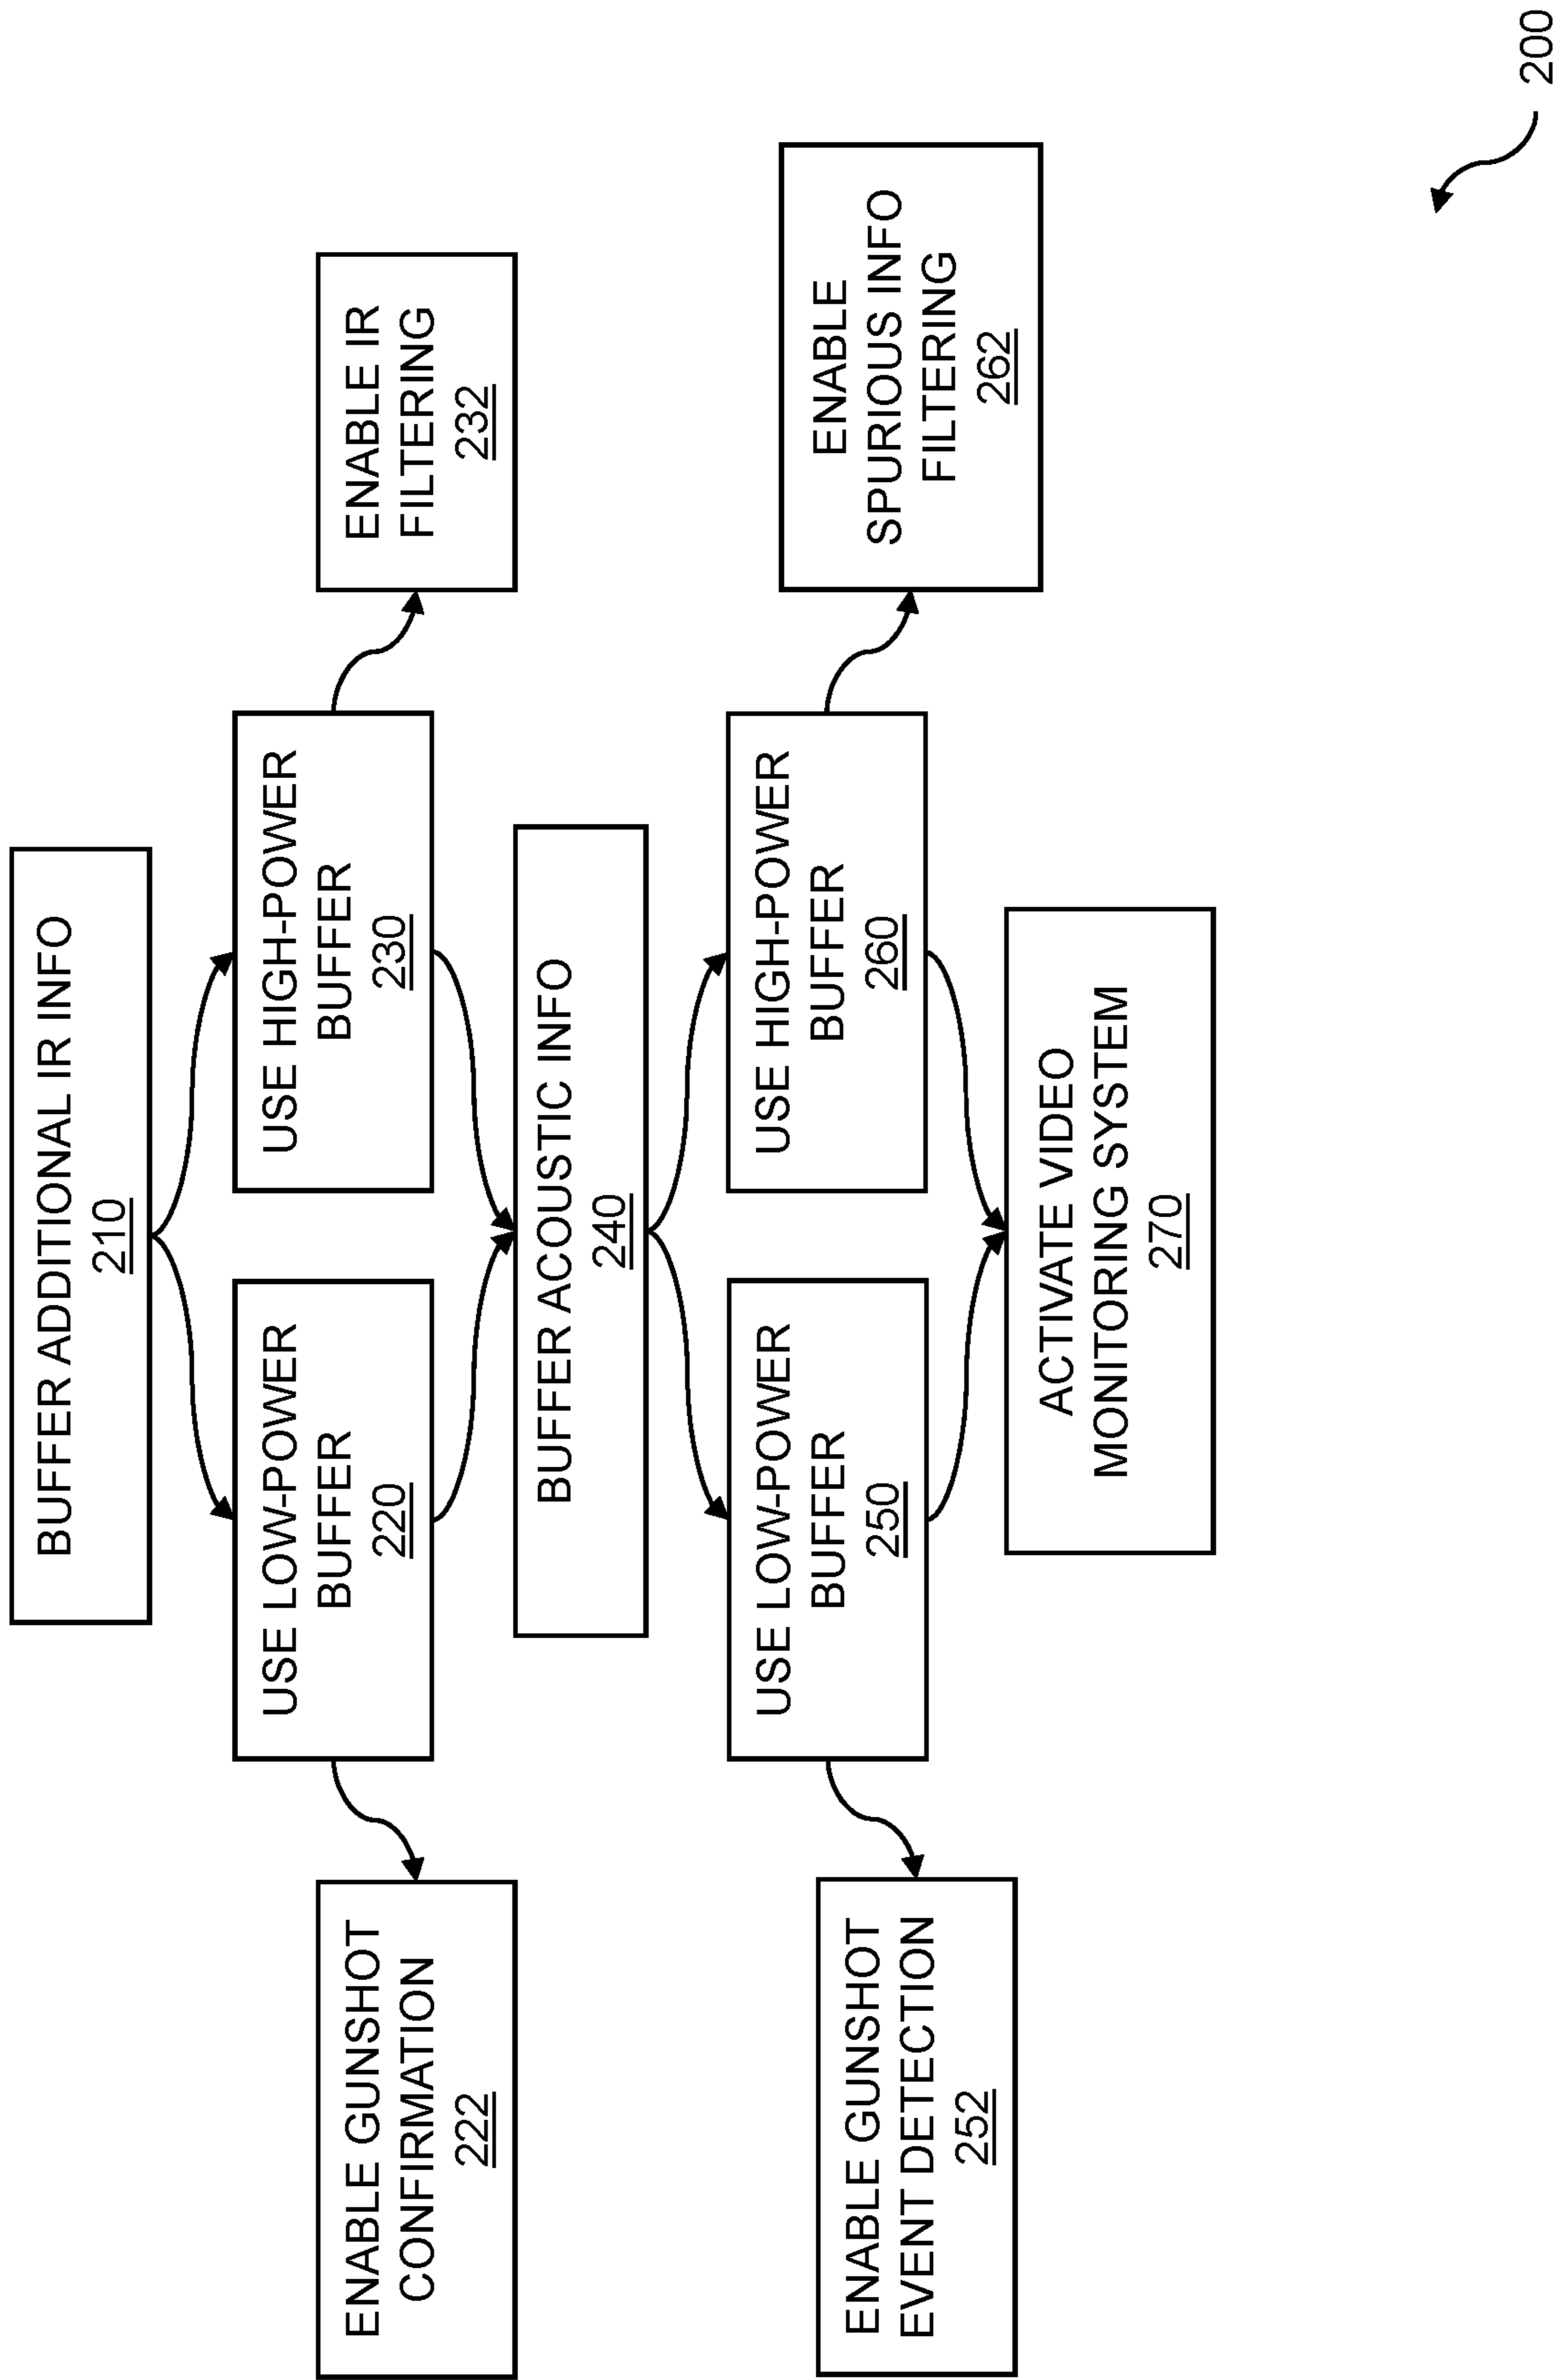 BUFFER ADDITIONAL IR INFO
210
USE LOW-POWER
BUFFER
220
USE HIGH-POWER
BUFFER
230
ENABLE GUNSHOT
CONFIRMATION
222
ENABLE IR
FILTERING
232
BUFFER ACOUSTIC INFO
240
USE LOW-POWER
BUFFER
250
USE HIGH-POWER
BUFFER
260
ENABLE GUNSHOT
EVENT DETECTION
252
ENABLE
SPURIOUS INFO
FILTERING
262
ACTIVATE VIDEO
MONITORING SYSTEM
270
200